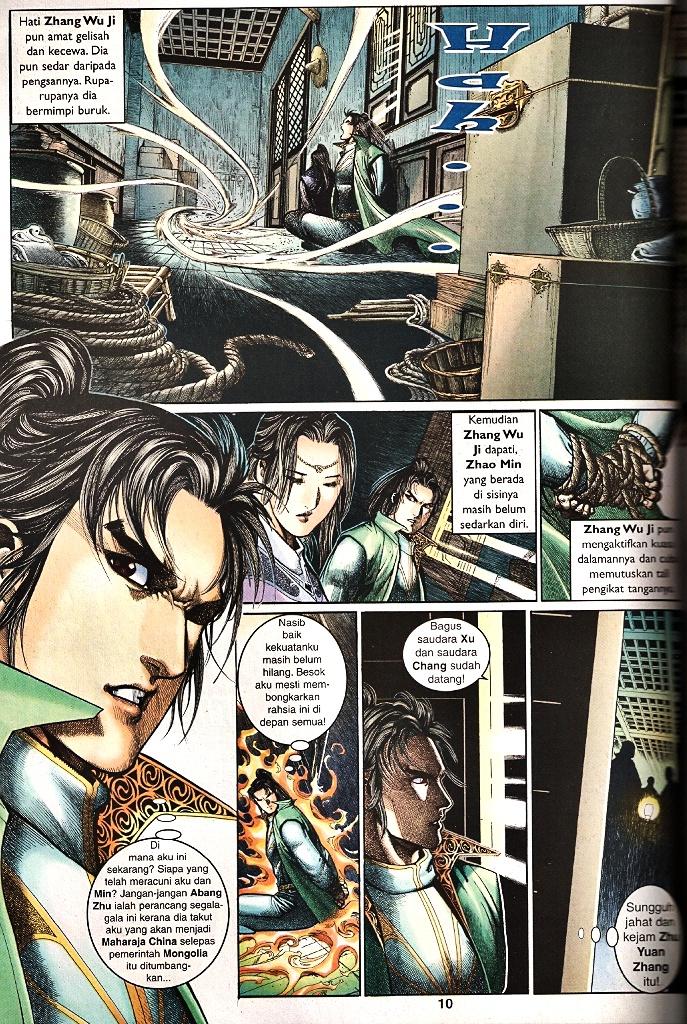 Hati Zhang Wu Ji
pun amat gelisah
dan kecewa. Dia
pun sedar daripada
pengsannya. Rupa-
rupanya dia
bermimpi buruk.
Hah...
Kemudian
Zhang Wu
Ji dapati,
Zhao Min
yang berada
di sisinya
masih belum
sedarkan diri.
Zhang Wu Ji pun
mengaktifkan
dalamannya dan
memutuskan tali
pengikat tangannya.
Di
mana aku ini
sekarang? Siapa yang
telah meracuni aku dan
Min? Jangan-jangan Abang
Zhu ialah perancang segala-
gala ini kerana dia takut
aku yang akan menjadi
Maharaja China selepas
pemerintah Mongolia
itu ditumbang-
kan...
Nasib
baik
kekuatanku
masih belum
hilang. Besok
aku mesti mem-
bongkarkan
rahsia ini di
depan semua!
Bagus
saudara Xu
dan saudara
Chang sudah
datang!
Sungguh
jahat dan
kejam Zhu
Yuan
Zhang
itu!
10